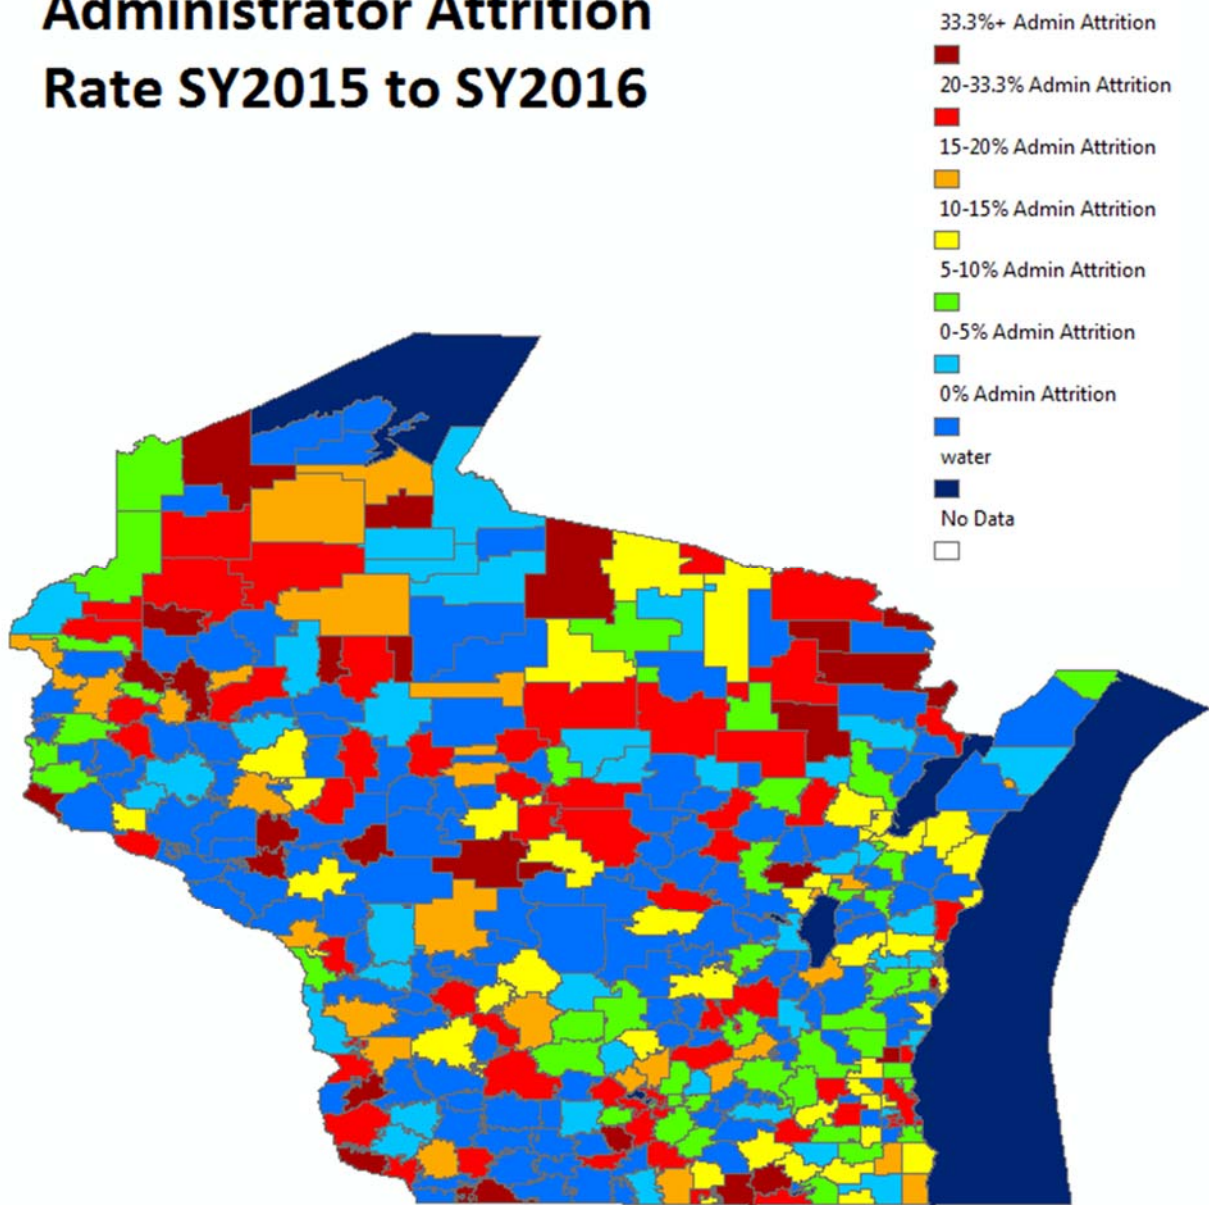 Administrator Attrition
Rate SY2015 to SY2016
33.3%+ Admin Attrition
20-33.3% Admin Attrition
15-20% Admin Attrition
10-15% Admin Attrition
5-10% Admin Attrition
0-5% Admin Attrition
0% Admin Attrition
water
No Data